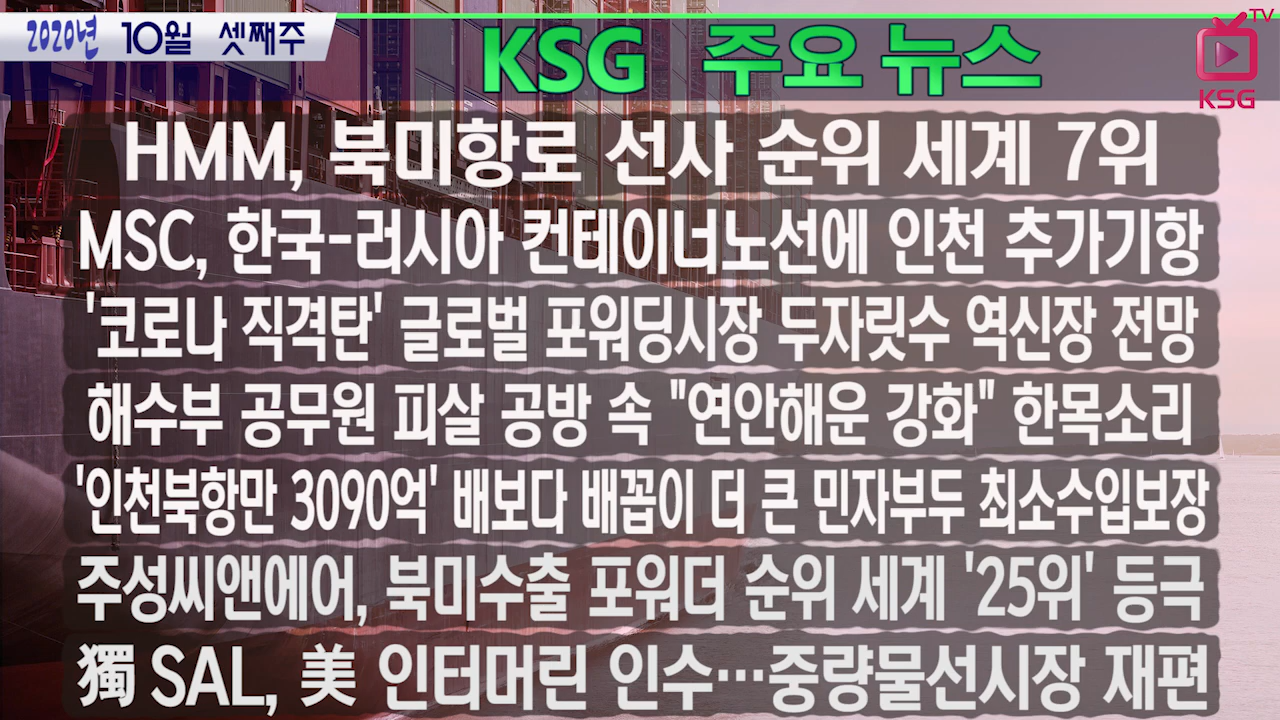 2020년 10월 셋째주
KSG 주요 뉴스
TV
KSG
HMM, 북미항로 선사 순위 세계 7위
MSC, 한국-러시아 컨테이너노선에 인천 추가기항
'코로나 직격탄' 글로벌 포워딩시장 두자릿수 역신장 전망
해수부 공무원 피살 공방 속 "연안해운 강화" 한목소리
'인천북항만 3090억' 배보다 배꼽이 더 큰 민자부두 최소수입보장
주성씨앤에어, 북미수출 포워더 순위 세계 '25위' 등극
獨 SAL, 美 인터머린 인수…중량물선시장 재편